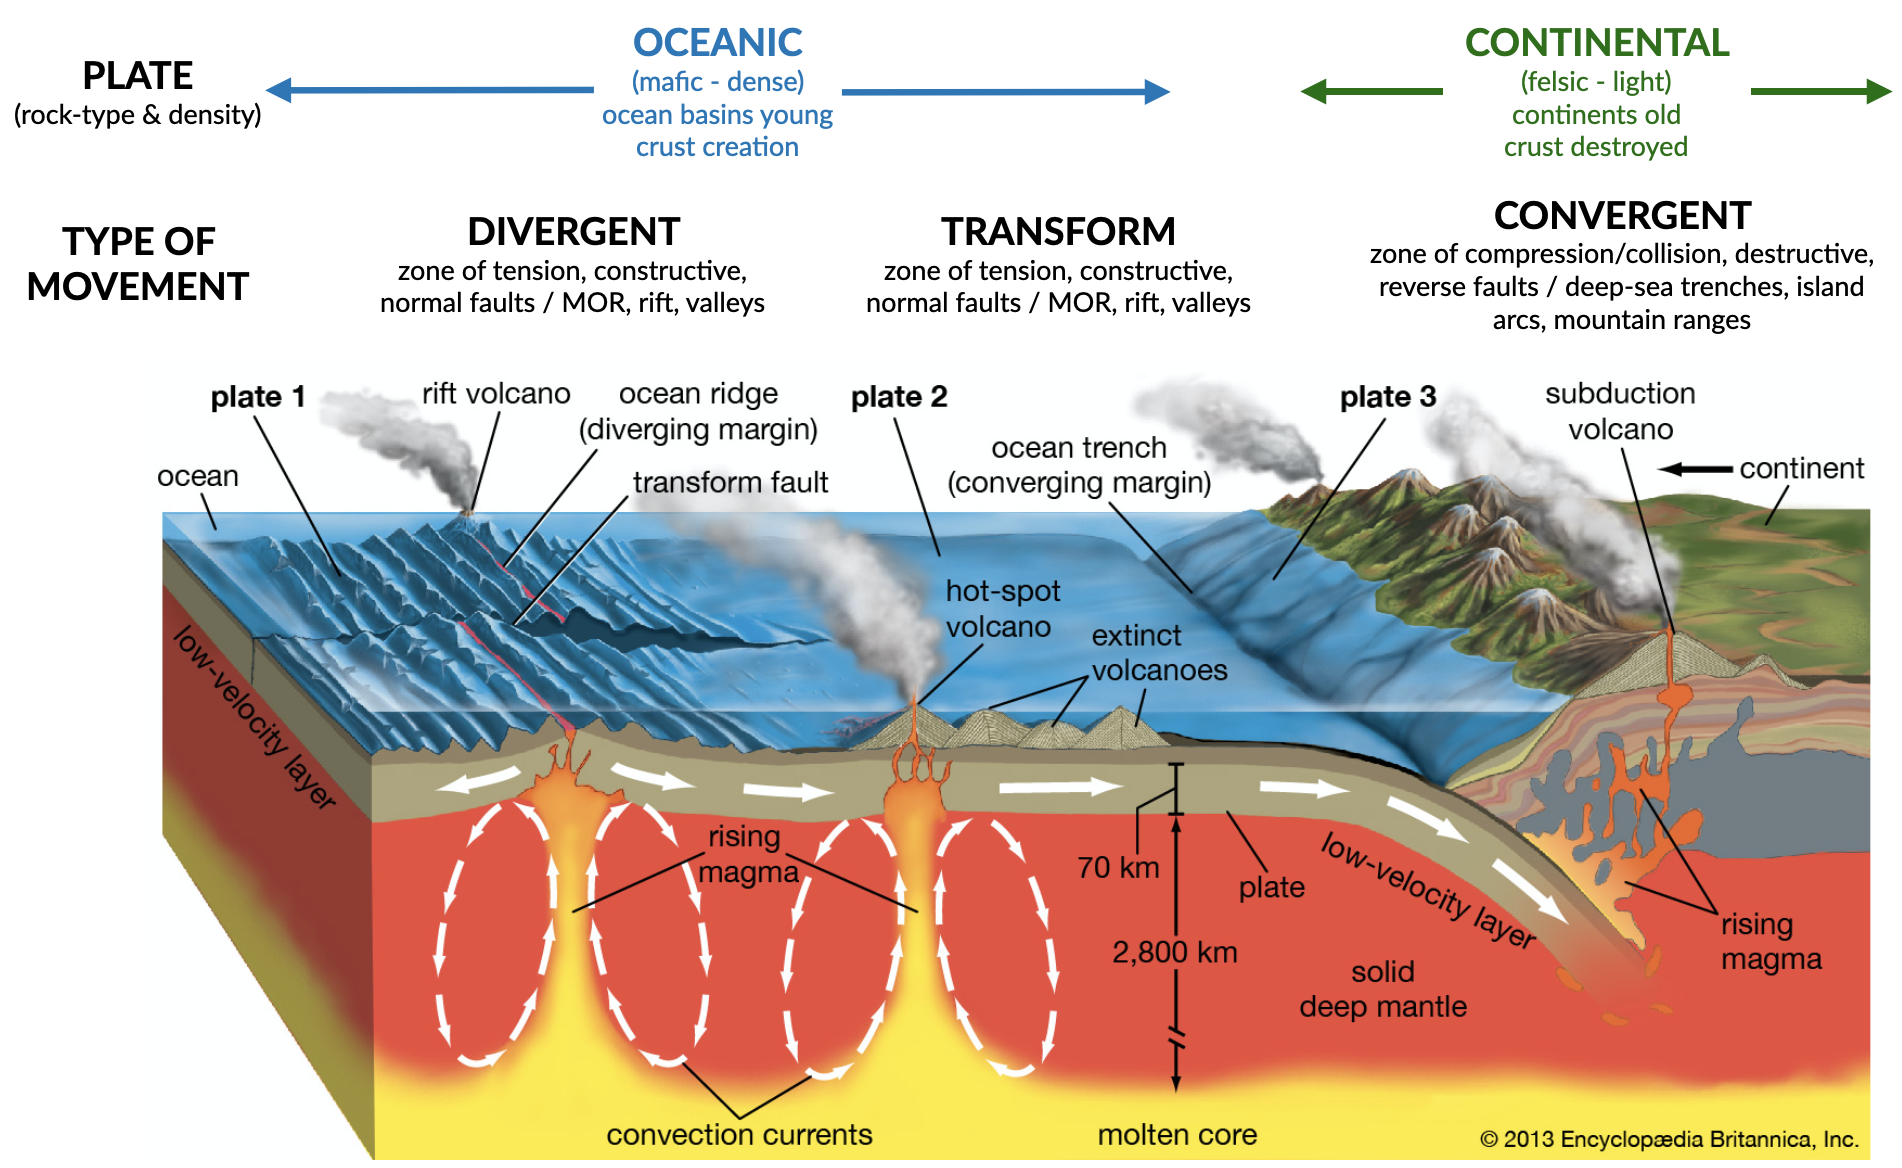 PLATE
(rock-type & density)
OCEANIC
(mafic - dense)
ocean basins young
crust creation
CONTINENTAL
(felsic - light)
continents old
crust destroyed
TYPE OF
MOVEMENT
DIVERGENT
zone of tension, constructive,
normal faults / MOR, rift, valleys
TRANSFORM
zone of tension, constructive,
normal faults / MOR, rift, valleys
CONVERGENT
zone of compression/collision, destructive,
reverse faults / deep-sea trenches, island
arcs, mountain ranges
plate 1
rift volcano
ocean ridge
(diverging margin)
plate 2
plate 3
subduction
volcano
ocean
transform fault
ocean trench
(converging margin)
continent
hot-spot
volcano
extinct
volcanoes
low-velocity layer
rising
magma
70 km
plate
low-velocity layer
2,800 km
solid
deep mantle
rising
magma
convection currents
molten core
© 2013 Encyclopædia Britannica, Inc.